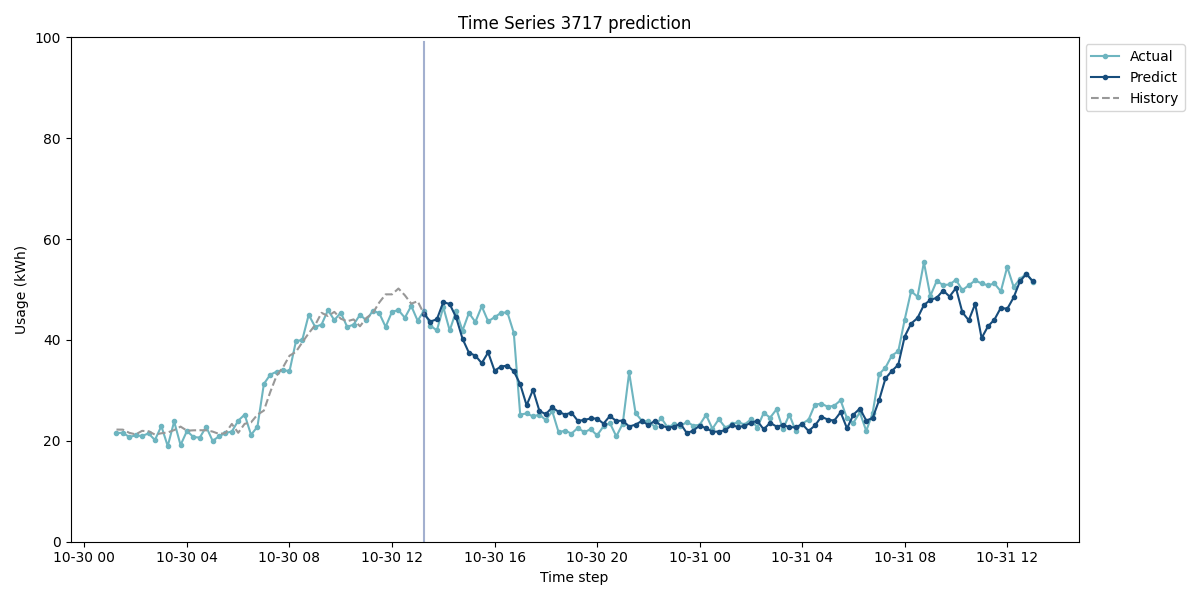 Time Series 3717 prediction
100
80
60
40
20
0
Usage (kWh)
10-30 00
10-30 04
10-30 08
10-30 12
10-30 16
10-30 20
10-31 00
10-31 04
10-31 08
10-31 12
Time step
Actual
Predict
History